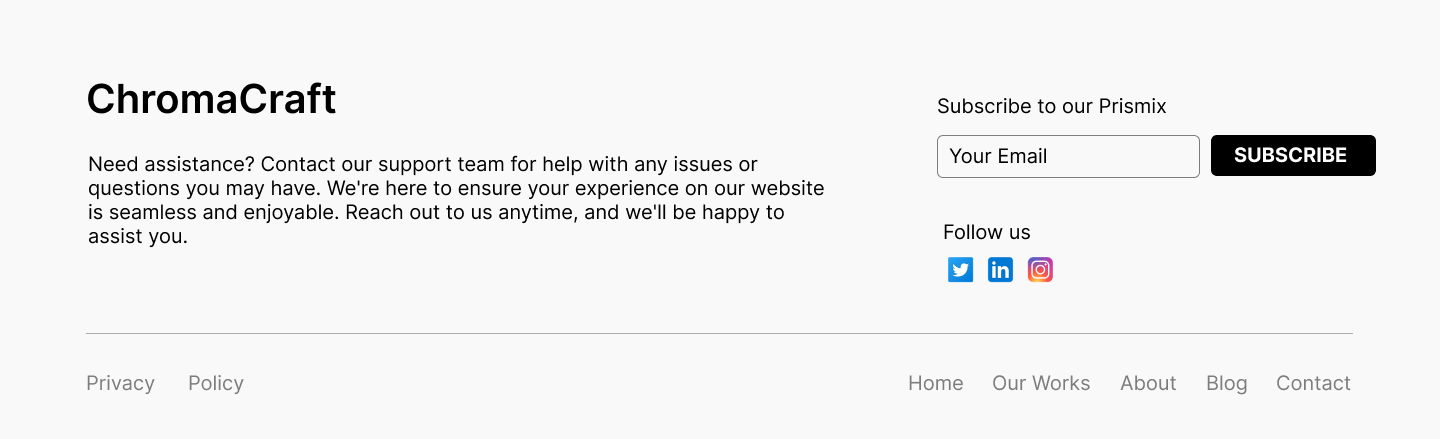 ChromaCraft
Need assistance? Contact our support team for help with any issues or
questions you may have. We're here to ensure your experience on our website
is seamless and enjoyable. Reach out to us anytime, and we'll be happy to
assist you.
Subscribe to our Prismix
Your Email
SUBSCRIBE
Follow us
in
Privacy Policy
Home Our Works About Blog Contact